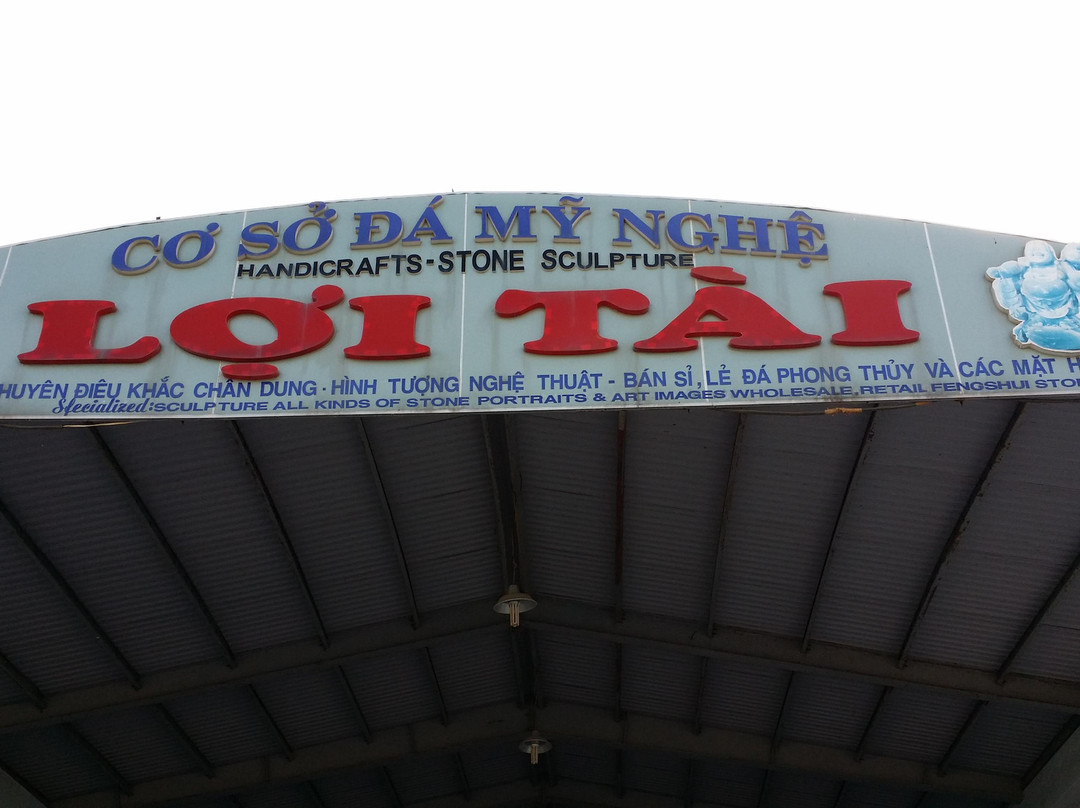 CƠ SỞ ĐÁ MỸ NGHỆ
HANDICRAFTS-STONE SCULPTURE
LỢI TÀI
HUYÊN ĐIÊU KHẮC CHÂN DUNG · HÌNH TƯỢNG NGHỆ THUẬT - BÁN SỈ, LẺ ĐÁ PHONG THỦY VÀ CÁC MẶT H
Sfecialized: SCULPTURE ALL KINDS OF STONE PORTRAITS & ART IMAGES WHOLESALE, RETAIL FENGSHUI STO